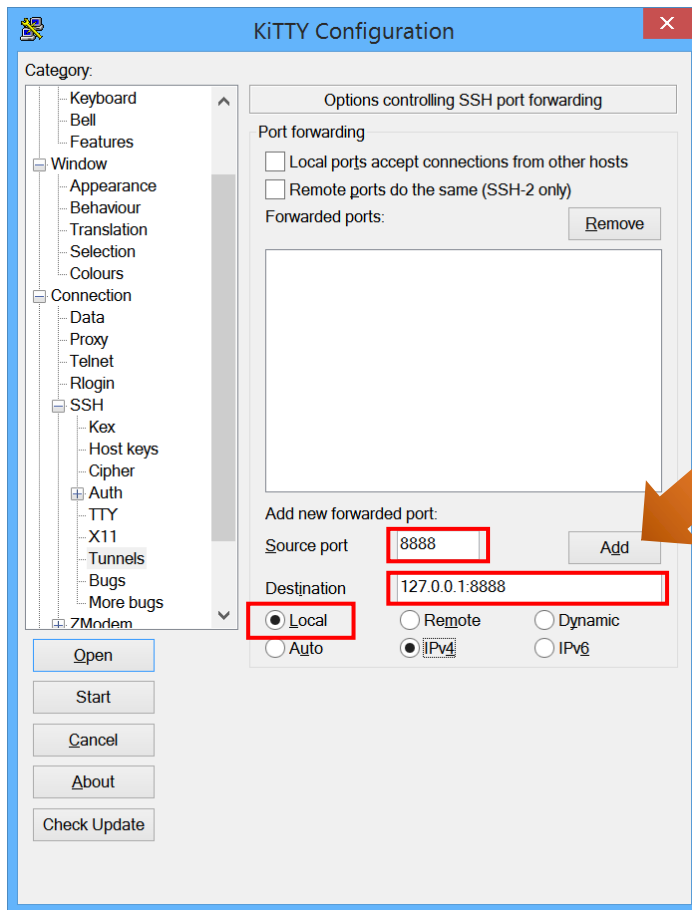 KiTTY Configuration
Category:
Keyboard
Bell
Features
Window
Appearance
Behaviour
Translation
Selection
Colours
Connection
Data
Proxy
Telnet
Rlogin
SSH
Kex
Host keys
Cipher
Auth
TTY
X11
Tunnels
Bugs
More bugs
ZModem
Open
Start
Cancel
About
Check Update
Options controlling SSH port forwarding
Port forwarding
Local ports accept connections from other hosts
Remote ports do the same (SSH-2 only)
Forwarded ports:
Remove
Add new forwarded port:
Source port 8888 Add
Destination 127.0.0.1:8888
Local Remote Dynamic
Auto IPv4 IPv6